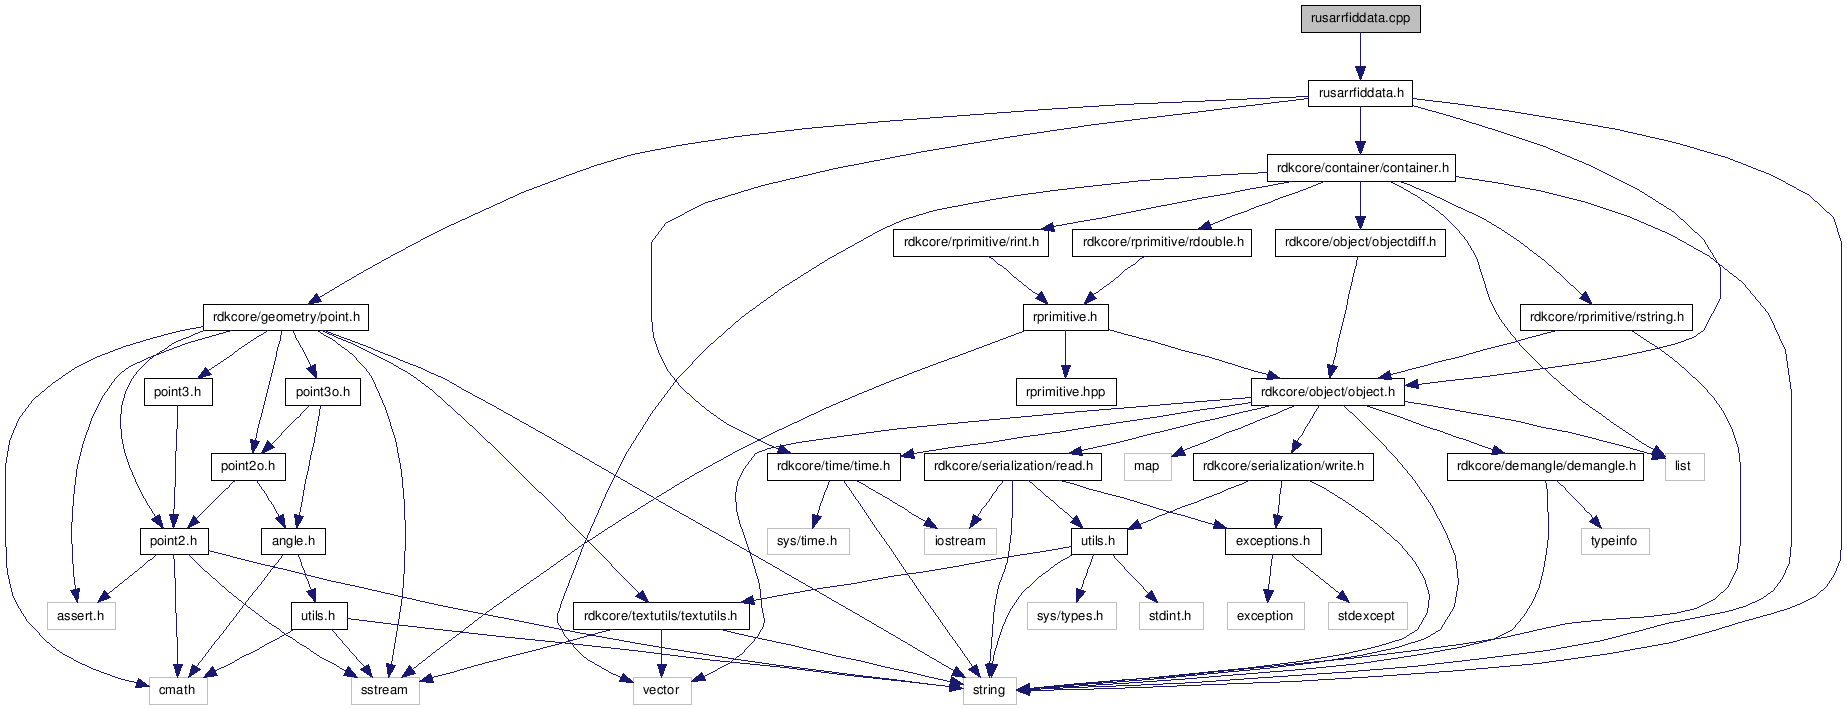 rusarrfiddata.cpp
rusarrfiddata.h
rdkcore/container/container.h
rdkcore/rprimitive/rint.h
rdkcore/rprimitive/rdouble.h
rdkcore/object/objectdiff.h
rdkcore/geometry/point.h
rprimitive.h
rdkcore/rprimitive/rstring.h
point3.h
point3o.h
rprimitive.hpp
rdkcore/object/object.h
point2o.h
rdkcore/time/time.h
rdkcore/serialization/read.h
map
rdkcore/serialization/write.h
rdkcore/demangle/demangle.h
list
point2.h
angle.h
sys/time.h
iostream
utils.h
exceptions.h
typeinfo
assert.h
utils.h
rdkcore/textutils/textutils.h
sys/types.h
stdint.h
exception
stdexcept
cmath
sstream
vector
string